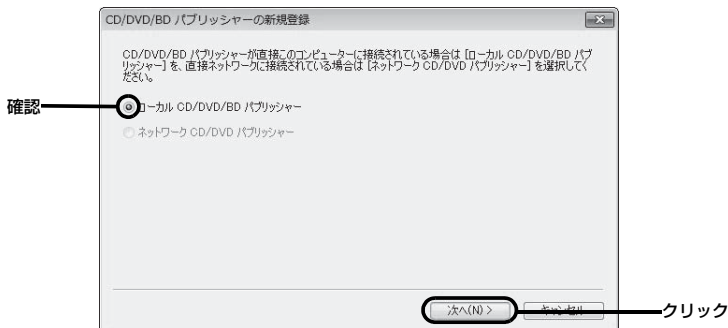 CD/DVD/BD パブリッシャーの新規登録
CD/DVD/BD パブリッシャーが直接このコンピューターに接続されている場合は [ローカル CD/DVD/BD パブ
リッシャー] を、直接ネットワークに接続されている場合は [ネットワーク CD/DVD パブリッシャー] を選択してく
ださい。
確認
ローカル CD/DVD/BD パブリッシャー
ネットワーク CD/DVD パブリッシャー
次へ(N) >
キャンセル
クリック